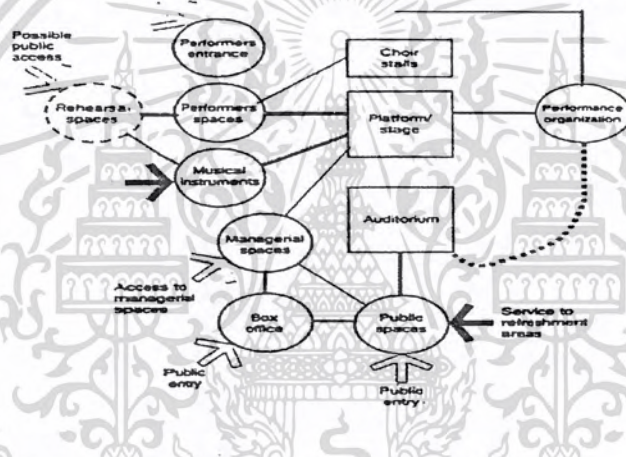 Possible
public
access
Performers
entrance
Choir
stalls
Rehearsal
spaces
Performers
spaces
Platform/
stage
Performance
organization
Musical
instruments
Auditorium
Managerial
spaces
Access to
managerial
spaces
Box
office
Public
spaces
Service to
refreshment
areas
Public
entry
Public
entry